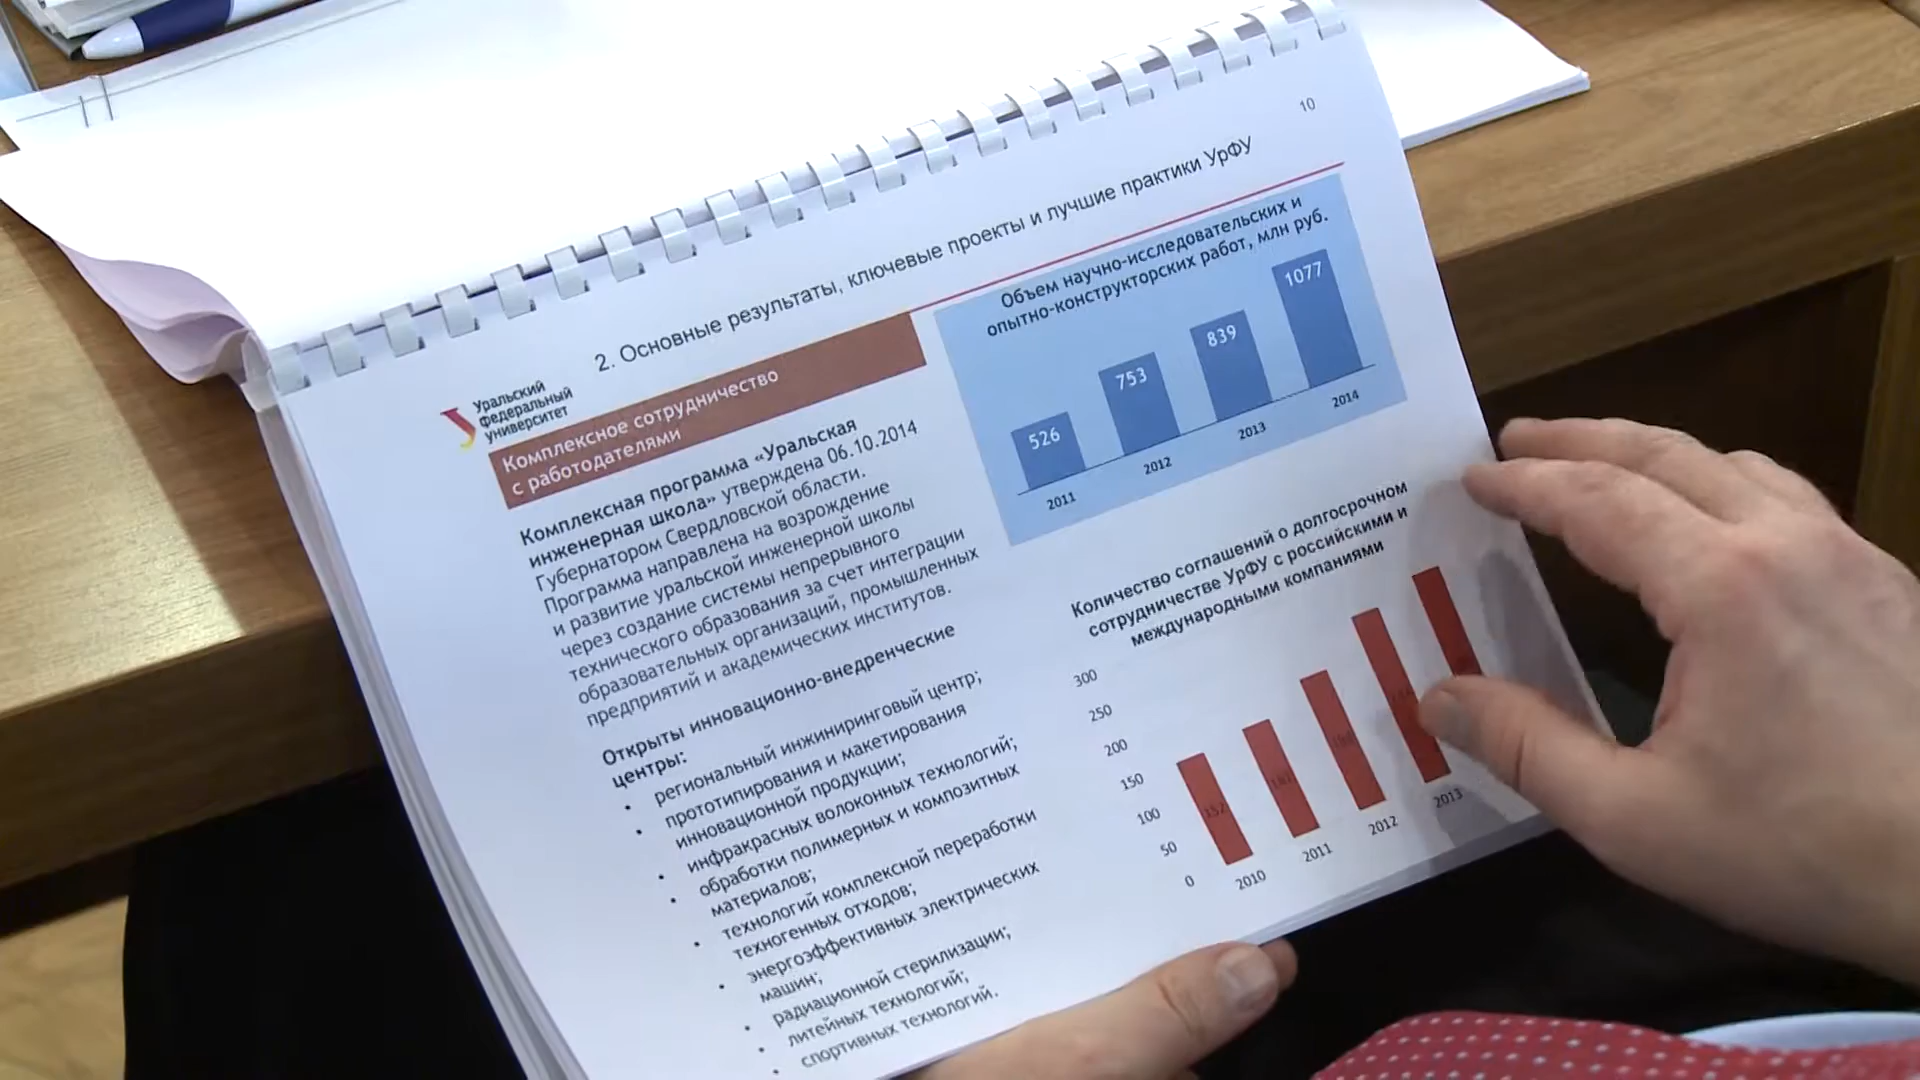 10
2. Основные результаты, ключевые проекты и лучшие практики УрФУ
Уральский
федеральный
университет
Комплексное сотрудничество
с работодателями
Комплексная программа «Уральская
инженерная школа» утверждена 06.10.2014
Губернатором Свердловской области.
Программа направлена на возрождение
и развитие уральской инженерной школы
через создание системы непрерывного
технического образования за счет интеграции
образовательных организаций, промышленных
предприятий и академических институтов.
Открыты инновационно-внедренческие
центры:
• региональный инжиниринговый центр;
• прототипирования и макетирования
инновационной продукции;
• инфракрасных волоконных технологий;
• обработки полимерных и композитных
материалов;
• технологий комплексной переработки
техногенных отходов;
• энергоэффективных электрических
машин;
• радиационной стерилизации;
• литейных технологий;
• спортивных технологий.
Объем научно-исследовательских и
опытно-конструкторских работ, млн руб.
526
753
839
1077
2011
2012
2013
2014
Количество соглашений о долгосрочном
сотрудничестве УрФУ с российскими и
международными компаниями
300
250
200
150
100
50
0
152
2010
2011
2012
2013